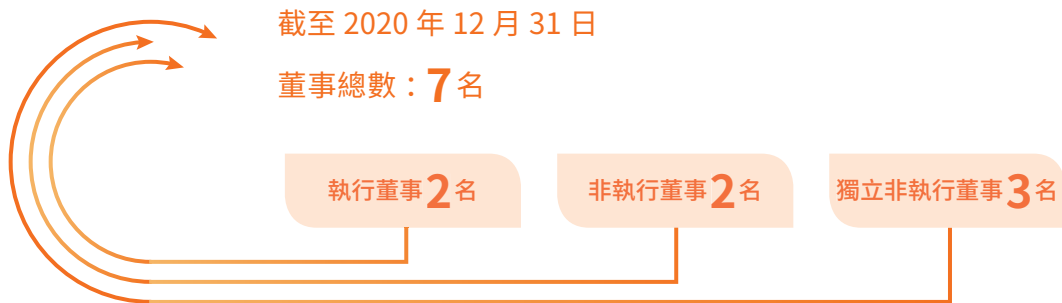 截至 2020 年 12 月 31 日
董事總數：7名
執行董事2名
非執行董事2名
獨立非執行董事3名